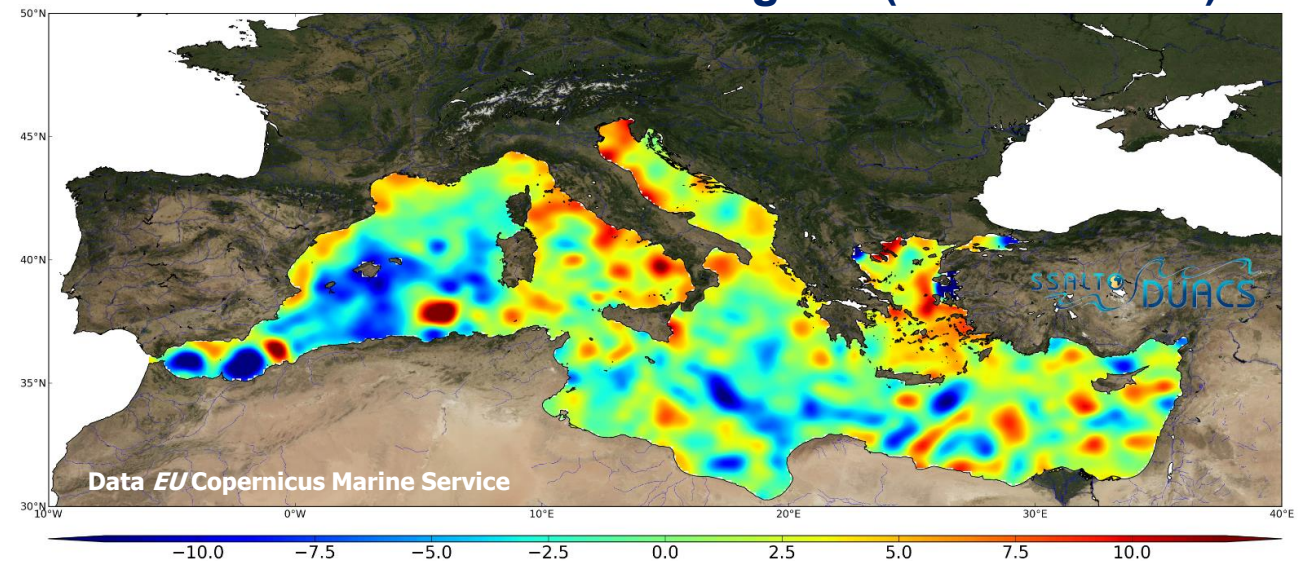 50°N
45°N
40°N
35°N
30°N
SSALTO DUACS
Data EU Copernicus Marine Service
10°W 0°W 10°E 20°E 30°E 40°E
−10.0 −7.5 −5.0 −2.5 0.0 2.5 5.0 7.5 10.0